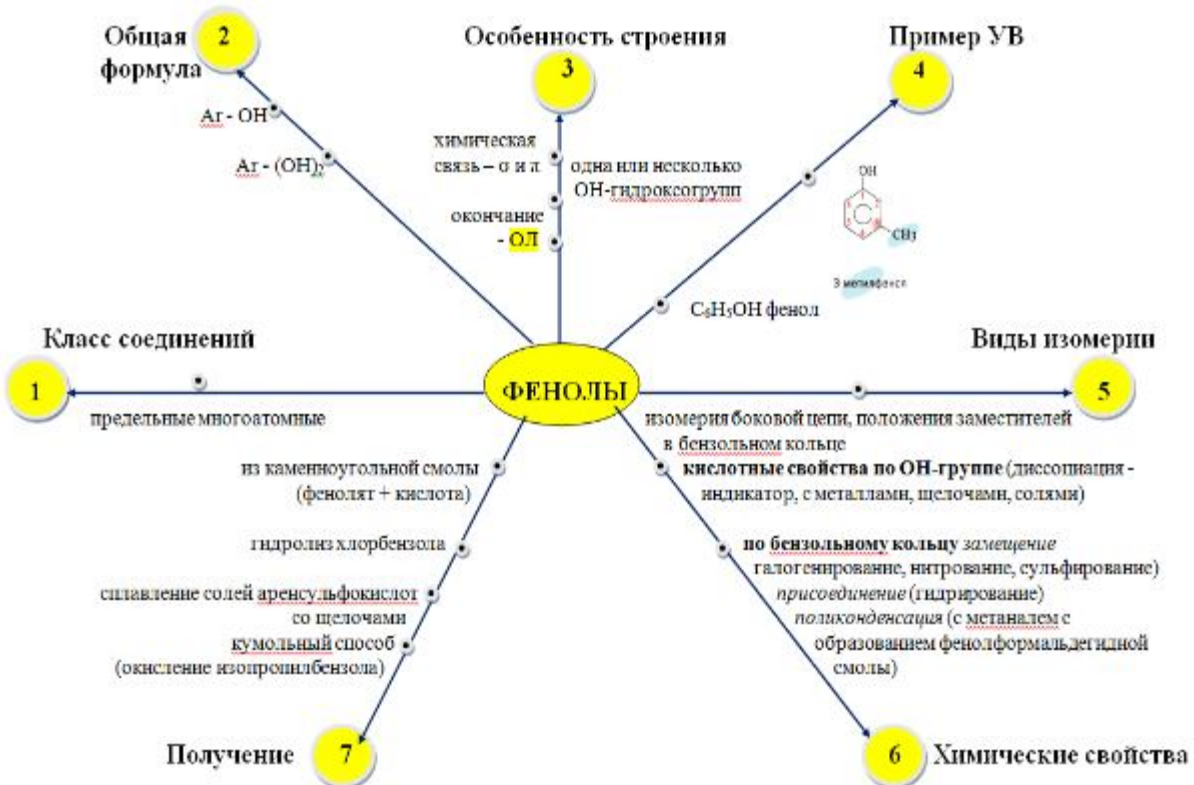 Общая
формула
2
Ar - OH
Ar - (OH)2
Особенность строения
3
химическая
связь – σ и π
одна или несколько
ОН-гидроксогрупп
окончание
- ОЛ
Пример УВ
4
OH
CH3
3 метилфенол
C6H5OH фенол
Класс соединений
1
предельные многоатомные
ФЕНОЛЫ
Виды изомерии
5
изомерия боковой цепи, положения заместителей
в бензольном кольце
кислотные свойства по ОН-группе (диссоциация -
индикатор, с металлами, щелочами, солями)
по бензольному кольцу замещение
галогенирование, нитрование, сульфирование)
присоединение (гидрирование)
поликонденсация (с метаналем с
образованием фенолформальдегидной
смолы)
6
Химические свойства
из каменноугольной смолы
(фенолят + кислота)
гидролиз хлорбензола
сплавление солей аренсульфокислот
со щелочами
кумольный способ
(окисление изопропилбензола)
Получение
7